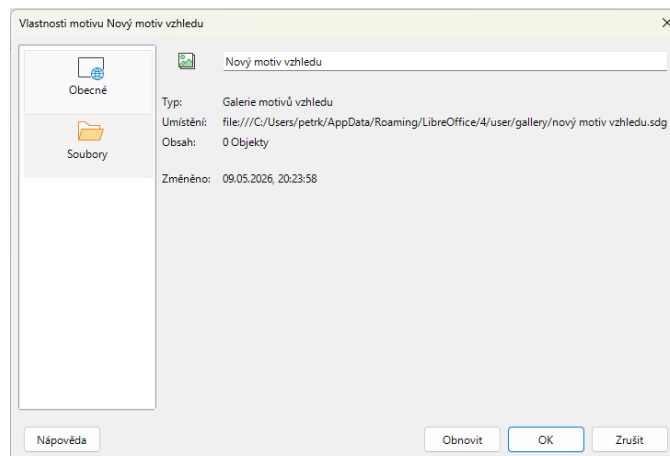 Vlastnosti motivu Nový motiv vzhledu
Obecné
Soubory
Nový motiv vzhledu
Typ: Galerie motivů vzhledu
Umístění: file:///C:/Users/petrk/AppData/Roaming/LibreOffice/4/user/gallery/nový motiv vzhledu.sdg
Obsah: 0 Objekty
Změněno: 09.05.2026, 20:23:58
Nápověda
Obnovit
OK
Zrušit